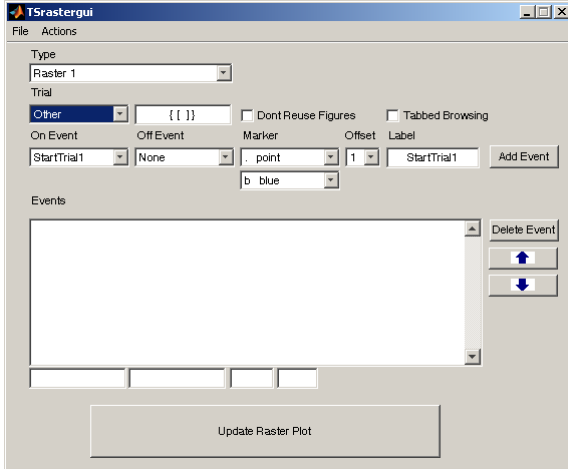 TSrastergui
File Actions
Type
Raster 1
Trial
Other { [ ] } Dont Reuse Figures Tabbed Browsing
On Event Off Event Marker Offset Label
StartTrial1 None . point 1 StartTrial1 Add Event
b blue
Events
Delete Event
Update Raster Plot